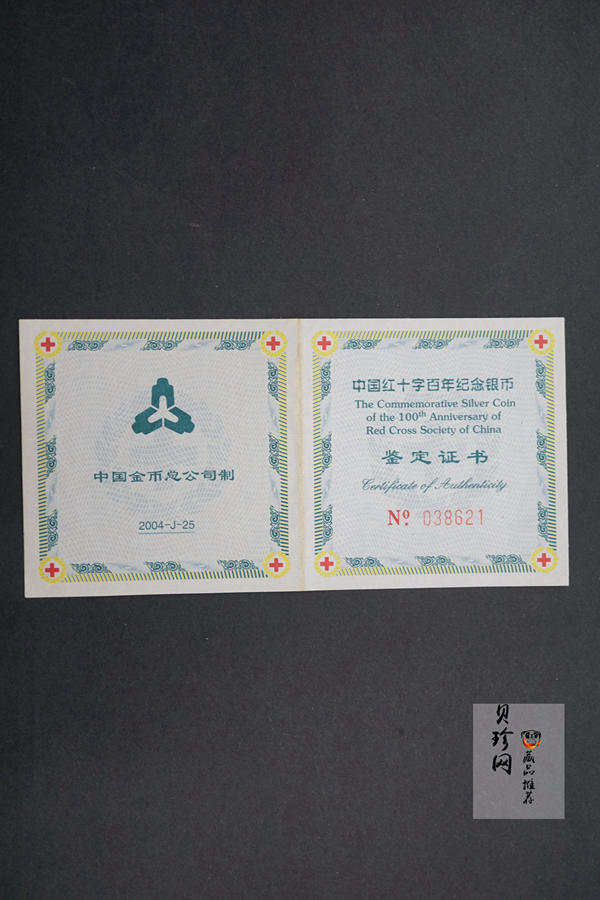 中国金币总公司制
2004-J-25
中国红十字百年纪念银币
The Commemorative Silver Coin
of the 100th Anniversary of
Red Cross Society of China
鉴定证书
Certificate of Authenticity
Nº 038621
贝珍网
藏品推荐